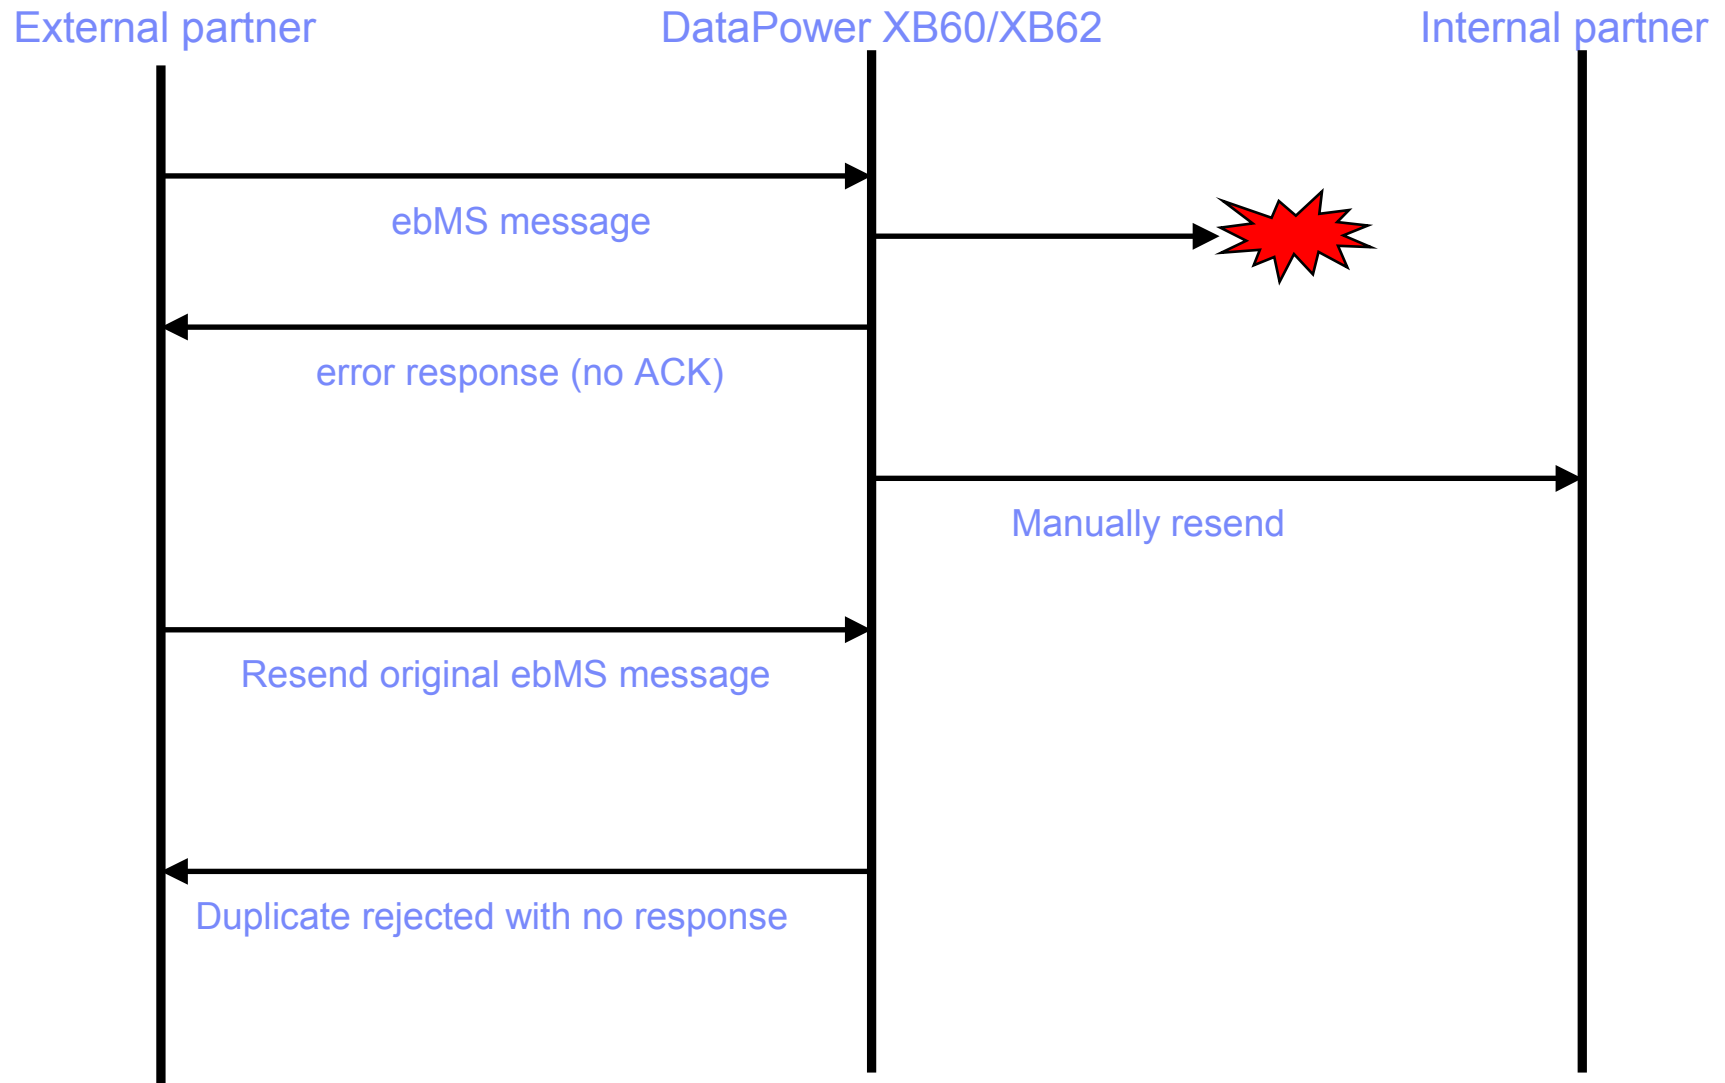 External partner
DataPower XB60/XB62
Internal partner
ebMS message
error response (no ACK)
Manually resend
Resend original ebMS message
Duplicate rejected with no response